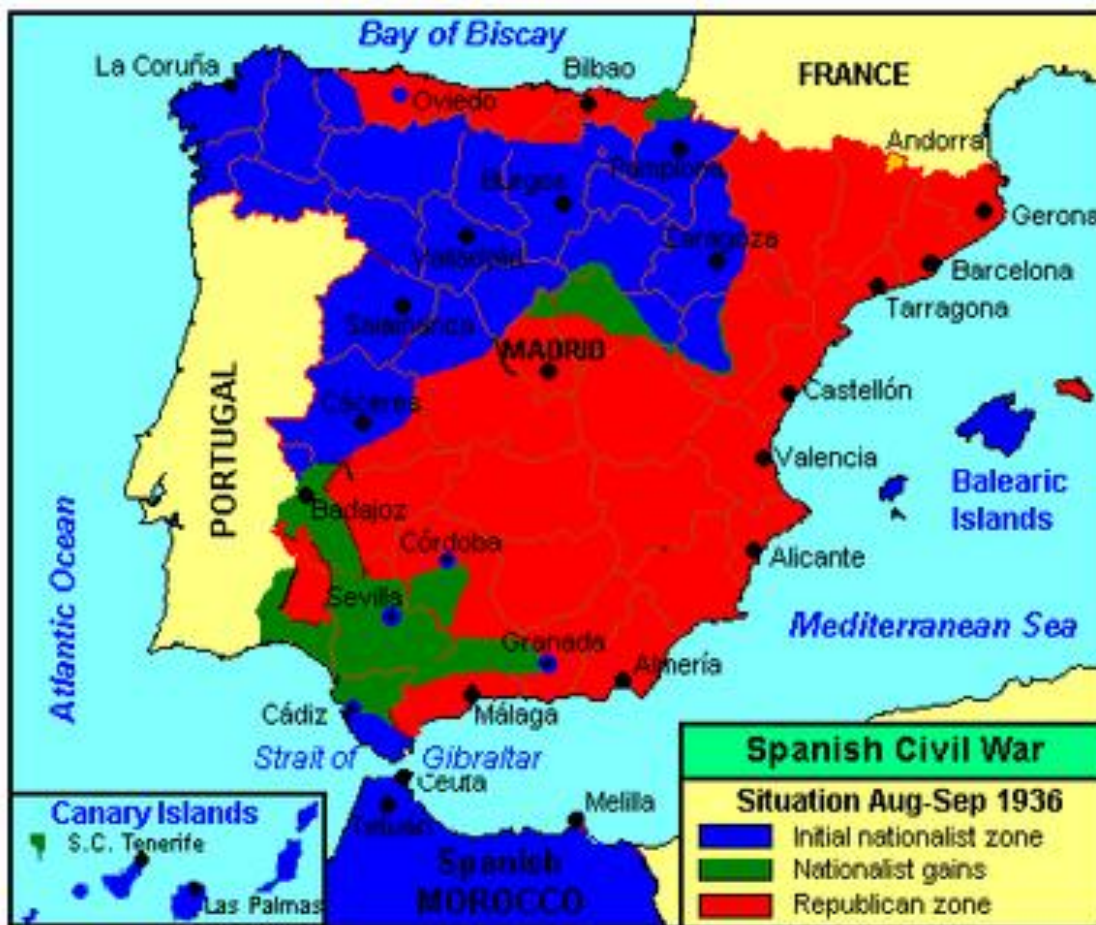 Bay of Biscay
La Coruña
Bilbao
FRANCE
Oviedo
Andorra
Pamplona
Burgos
Gerona
Zaragoza
Valladolid
Barcelona
Salamanca
Tarragona
MADRID
PORTUGAL
Castellón
Cáceres
Valencia
Balearic
Islands
Badajoz
Córdoba
Alicante
Atlantic Ocean
Sevilla
Mediterranean Sea
Granada
Almería
Cádiz
Málaga
Strait of Gibraltar
Ceuta
Tetuán
Melilla
Spanish
MOROCCO
Canary Islands
S.C. Tenerife
Las Palmas
Spanish Civil War
Situation Aug-Sep 1936
Initial nationalist zone
Nationalist gains
Republican zone